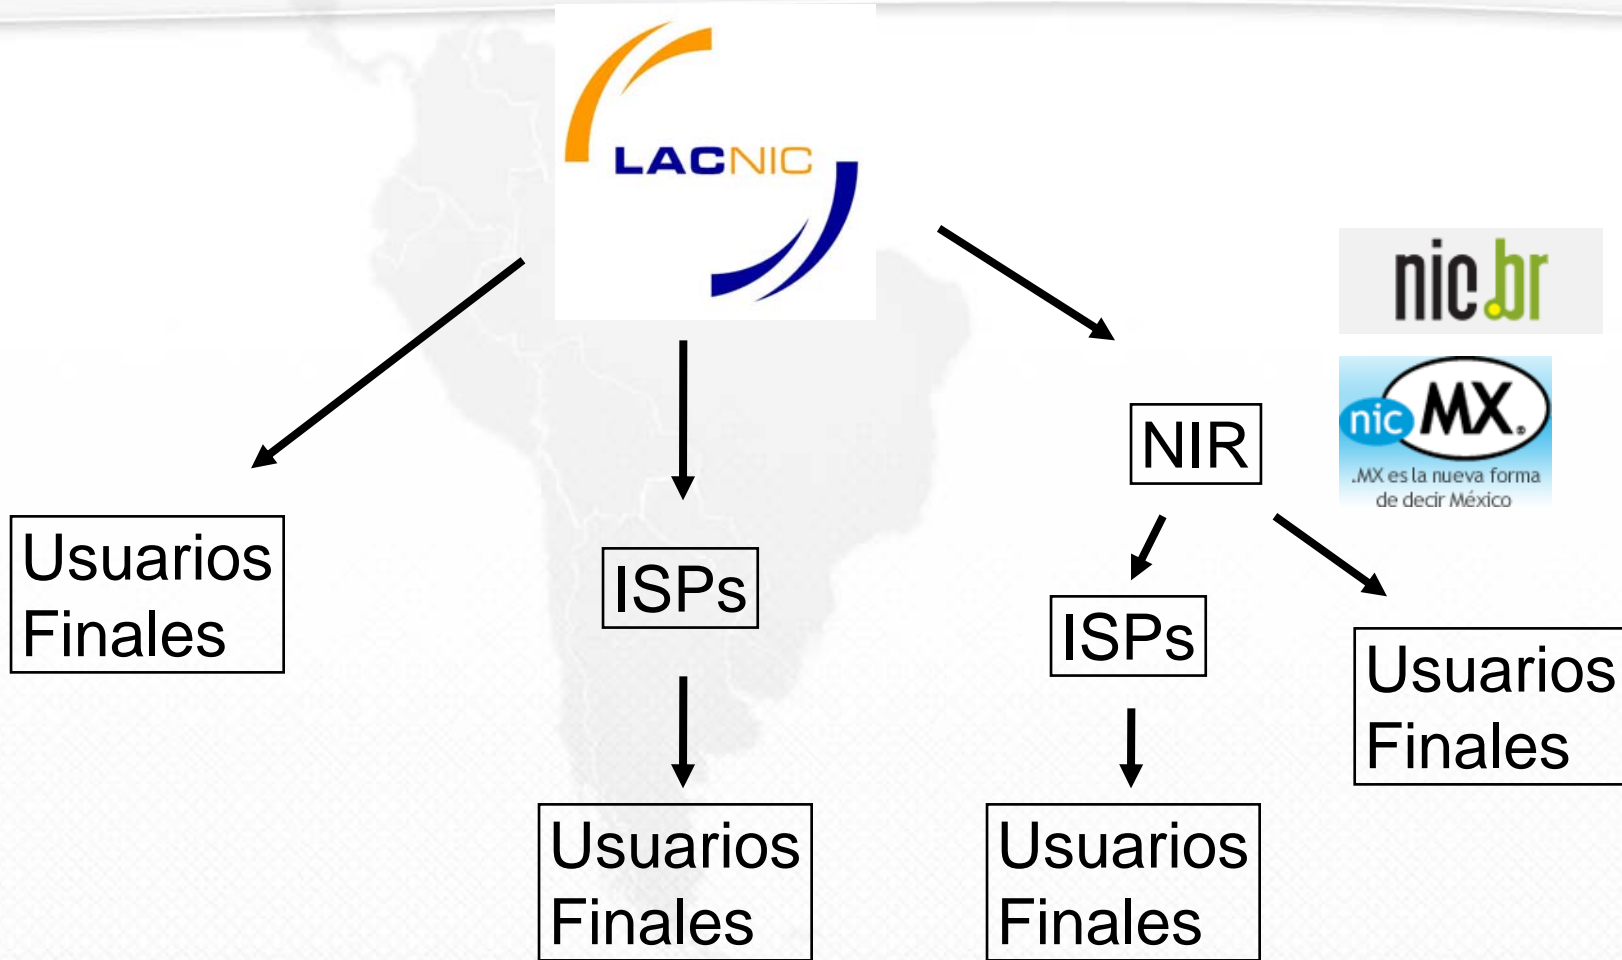 LACNIC
nic.br
NIR
nic MX.
.MX es la nueva forma
de decir México
Usuarios
Finales
ISPs
ISPs
Usuarios
Finales
Usuarios
Finales
Usuarios
Finales